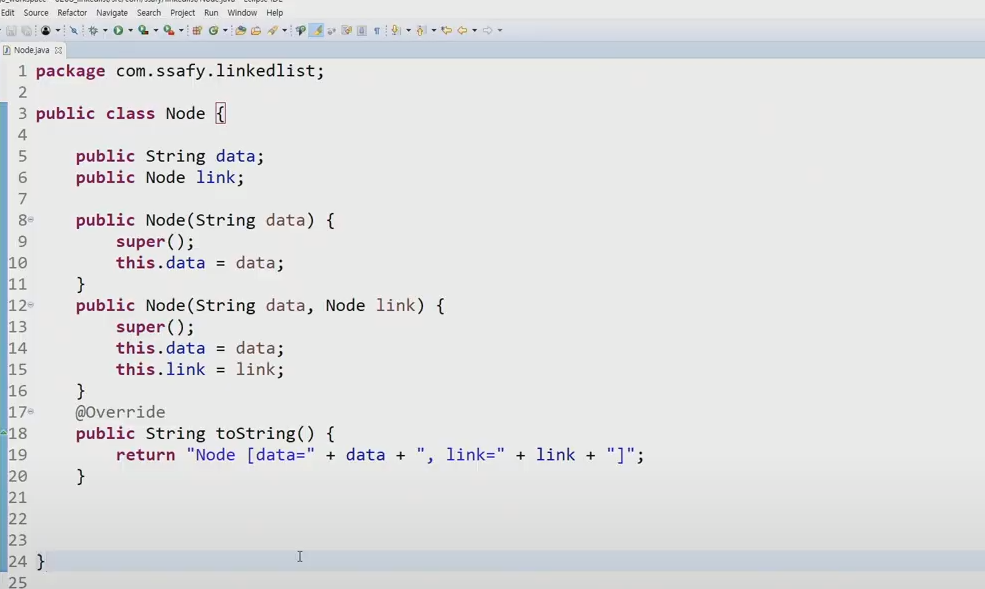 Edit Source Refactor Navigate Search Project Run Window Help
Node.java
1 package com.ssafy.linkedlist;
2
3 public class Node {
4
5 public String data;
6 public Node link;
7
8 public Node(String data) {
9 super();
10 this.data = data;
11 }
12 public Node(String data, Node link) {
13 super();
14 this.data = data;
15 this.link = link;
16 }
17 @Override
18 public String toString() {
19 return "Node [data=" + data + ", link=" + link + "]";
20 }
21
22
23
24 }
25